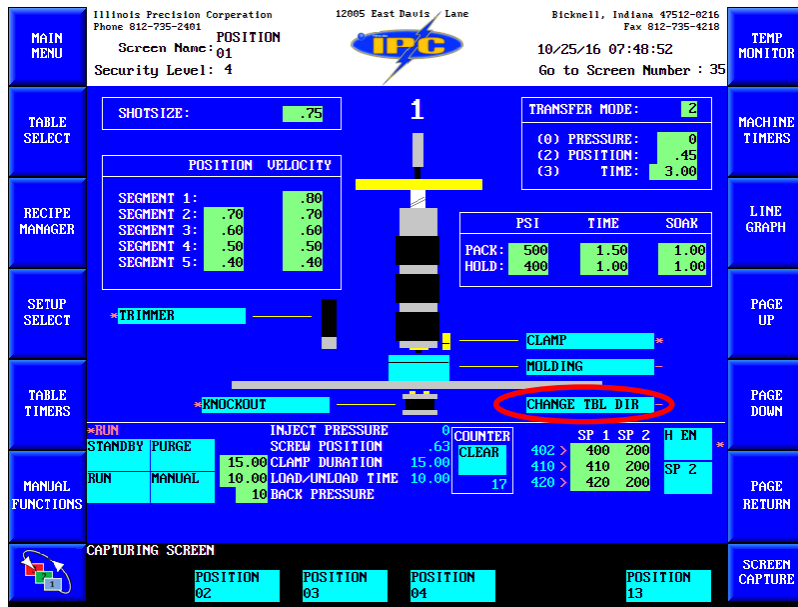 Illinois Precision Corperation
12005 East Davis Lane
Bicknell, Indiana 47512-0216
Phone 812-735-2401
Fax 812-735-4218
Screen Name: POSITION 01
IPC
10/25/16 07:48:52
Security Level: 4
Go to Screen Number : 35
MAIN MENU
TABLE SELECT
RECIPE MANAGER
SETUP SELECT
TABLE TIMERS
MANUAL FUNCTIONS
1
SHOTSIZE: .75
1
TRANSFER MODE: 2
(0) PRESSURE: 0
(2) POSITION: .45
(3) TIME: 3.00
POSITION VELOCITY
SEGMENT 1: .80
SEGMENT 2: .70 .70
SEGMENT 3: .60 .60
SEGMENT 4: .50 .50
SEGMENT 5: .40 .40
PSI TIME SOAK
PACK: 500 1.50 1.00
HOLD: 400 1.00 1.00
*TRIMMER
CLAMP *
MOLDING -
*KNOCKOUT
CHANGE TBL DIR -
*RUN
STANDBY PURGE
RUN MANUAL
INJECT PRESSURE 0
SCREW POSITION .63
15.00 CLAMP DURATION 15.00
10.00 LOAD/UNLOAD TIME 10.00
10 BACK PRESSURE
COUNTER
CLEAR
17
SP 1 SP 2
402 > 400 200
410 > 410 200
420 > 420 200
H EN *
SP 2
CAPTURING SCREEN
POSITION 02
POSITION 03
POSITION 04
POSITION 13
TEMP MONITOR
MACHINE TIMERS
LINE GRAPH
PAGE UP
PAGE DOWN
PAGE RETURN
SCREEN CAPTURE